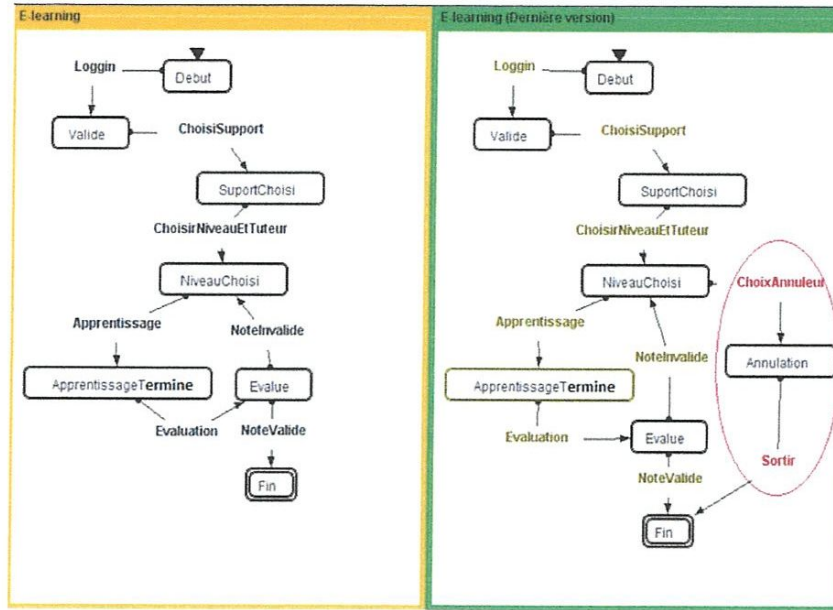 E-learning
Loggin
Debut
Valide
ChoisiSupport
SuportChoisi
ChoisirNiveauEtTuteur
NiveauChoisi
Apprentissage
NoteInvalide
ApprentissageTermine
Evalue
Evaluation
NoteValide
Fin
E-learning (Dernière version)
Loggin
Debut
Valide
ChoisiSupport
SuportChoisi
ChoisirNiveauEtTuteur
NiveauChoisi
ChoixAnnuleur
Apprentissage
NoteInvalide
Annulation
ApprentissageTermine
Evaluation
Evalue
Sortir
NoteValide
Fin